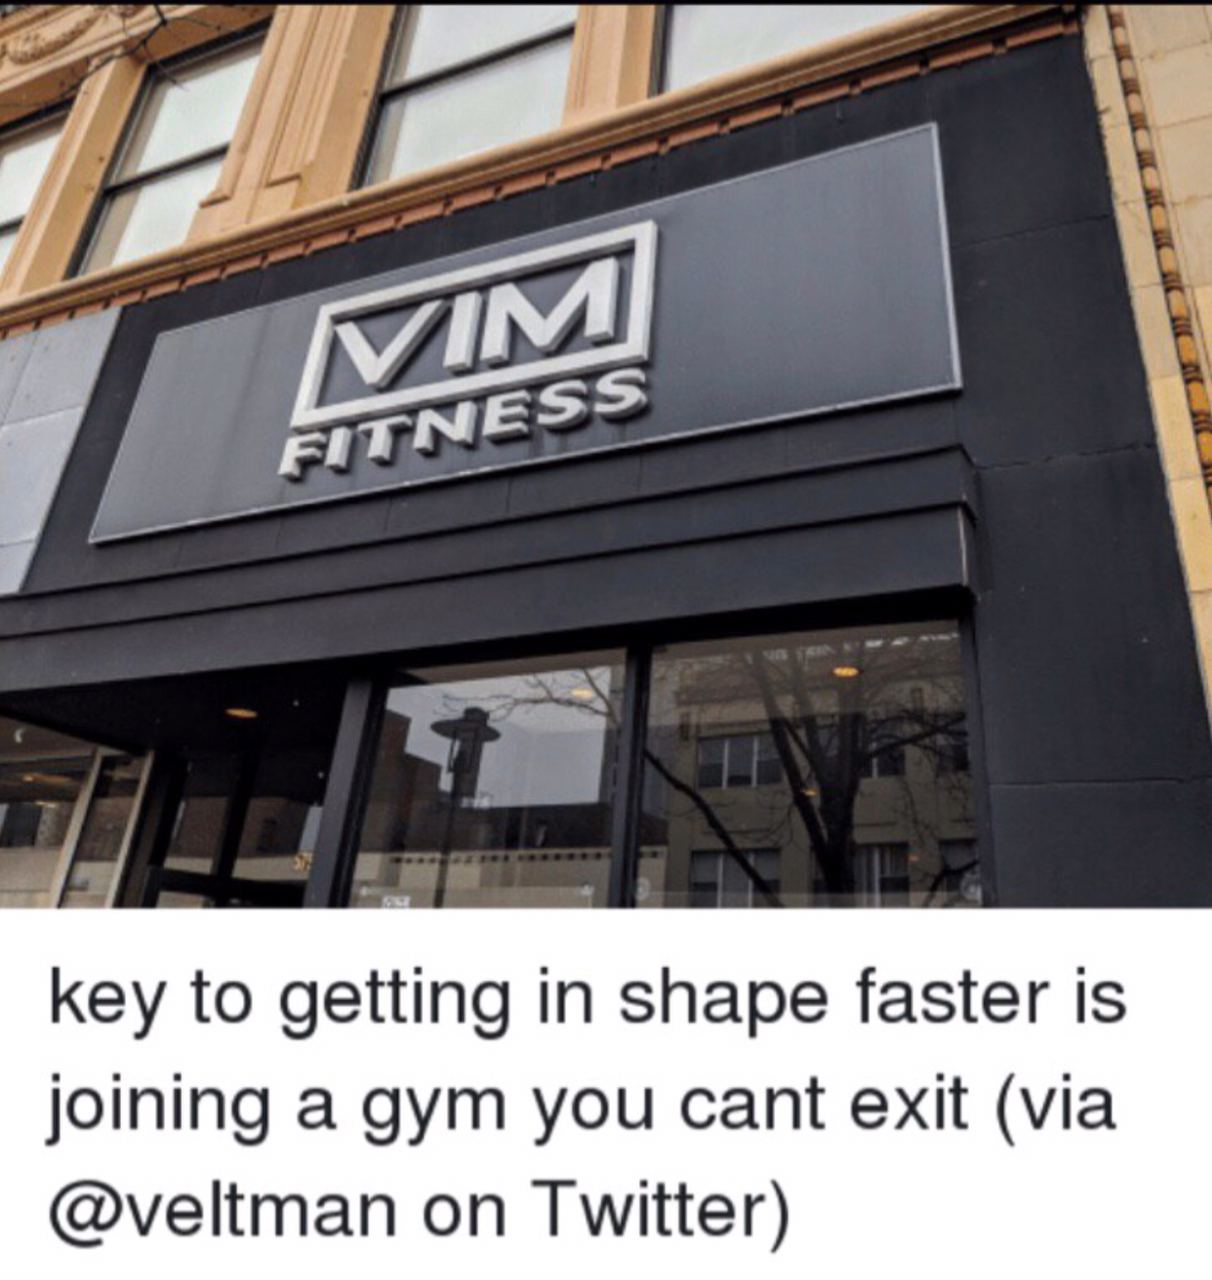 VIM
FITNESS
key to getting in shape faster is
joining a gym you cant exit (via
@veltman on Twitter)